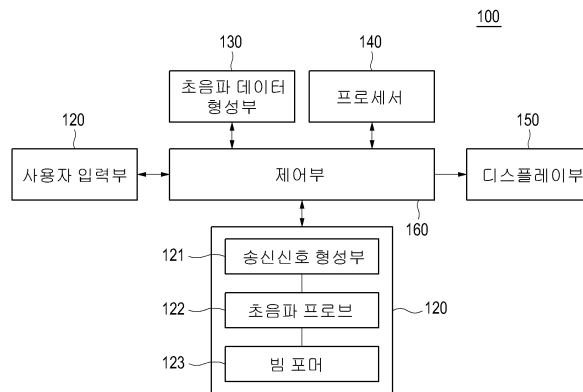 100
130
140
초음파 데이터
형성부
프로세서
120
150
사용자 입력부
제어부
디스플레이부
160
121
송신신호 형성부
122
초음파 프로브
120
123
빔 포머